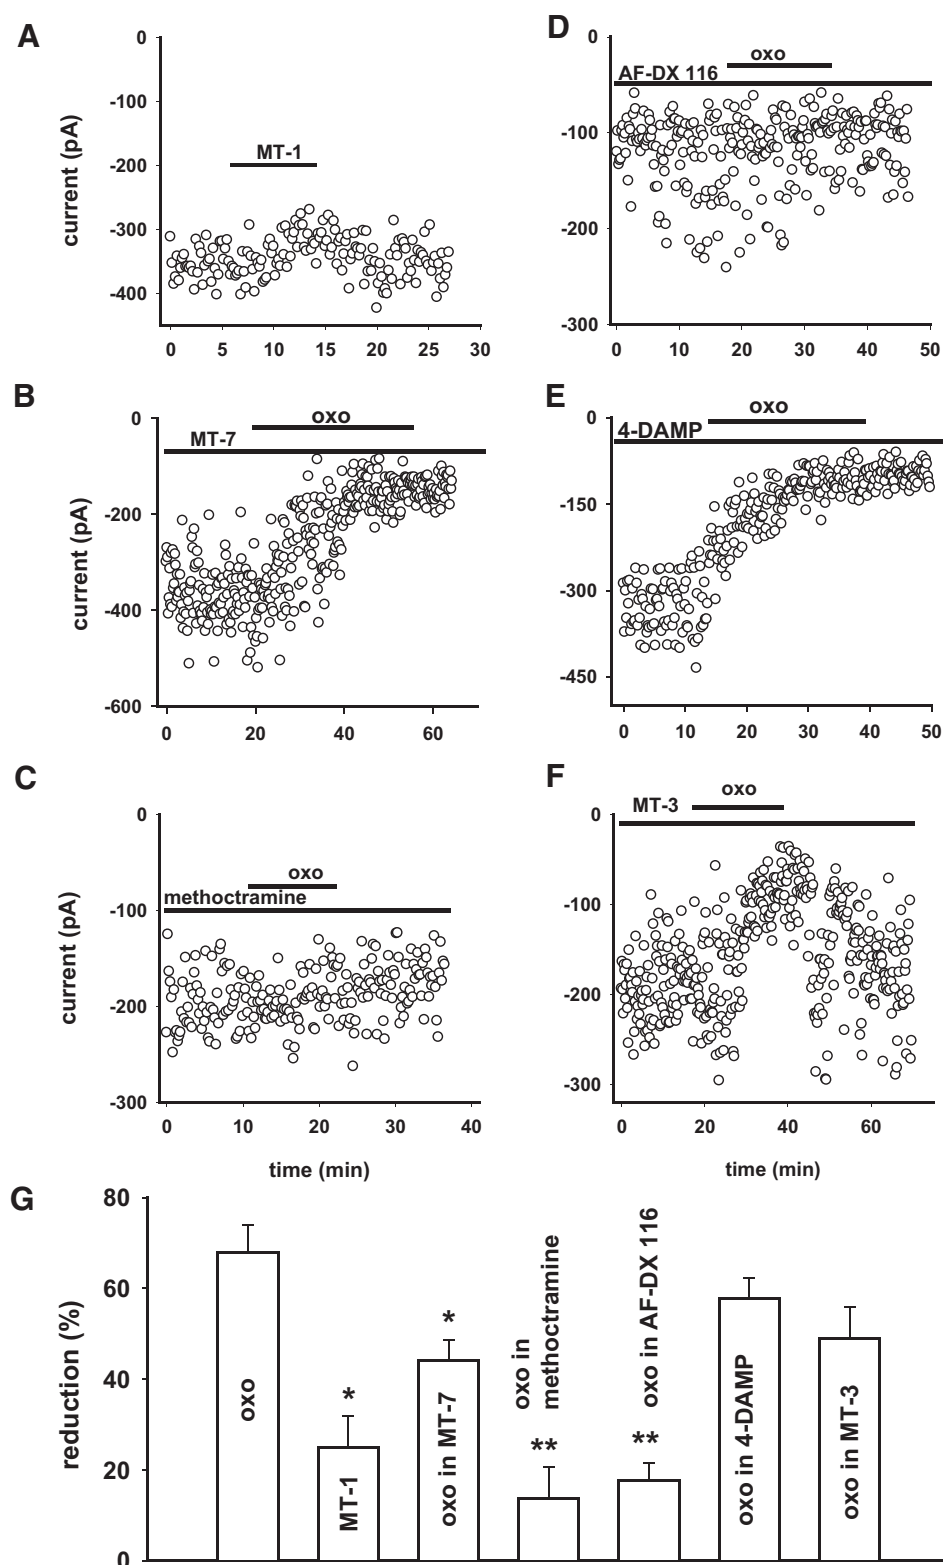 A
0
-100
-200
-300
-400
current (pA)
MT-1
0 5 10 15 20 25 30
D
0
-100
-200
-300
oxo
AF-DX 116
0 10 20 30 40 50
B
0
-200
-400
-600
current (pA)
oxo
MT-7
0 20 40 60
E
0
-150
-300
-450
oxo
4-DAMP
0 10 20 30 40 50
C
0
-100
-200
-300
current (pA)
oxo
methoctramine
0 10 20 30 40
time (min)
F
0
-100
-200
-300
oxo
MT-3
0 20 40 60
time (min)
G
80
60
40
20
0
reduction (%)
oxo
*
MT-1
*
oxo in MT-7
oxo in
methoctramine
**
oxo in AF-DX 116
**
oxo in 4-DAMP
oxo in MT-3